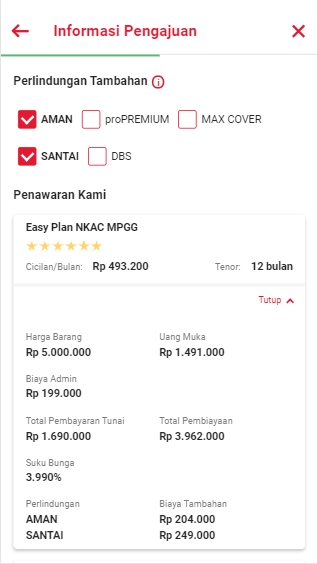 Informasi Pengajuan
Perlindungan Tambahan
AMAN proPREMIUM MAX COVER
SANTAI DBS
Penawaran Kami
Easy Plan NKAC MPGG
Cicilan/Bulan: Rp 493.200 Tenor: 12 bulan
Tutup
Harga Barang Uang Muka
Rp 5.000.000 Rp 1.491.000
Biaya Admin
Rp 199.000
Total Pembayaran Tunai Total Pembiayaan
Rp 1.690.000 Rp 3.962.000
Suku Bunga
3.990%
Perlindungan Biaya Tambahan
AMAN Rp 204.000
SANTAI Rp 249.000